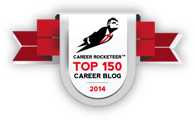 CAREER ROCKETEER™
TOP 150
CAREER BLOG
2014